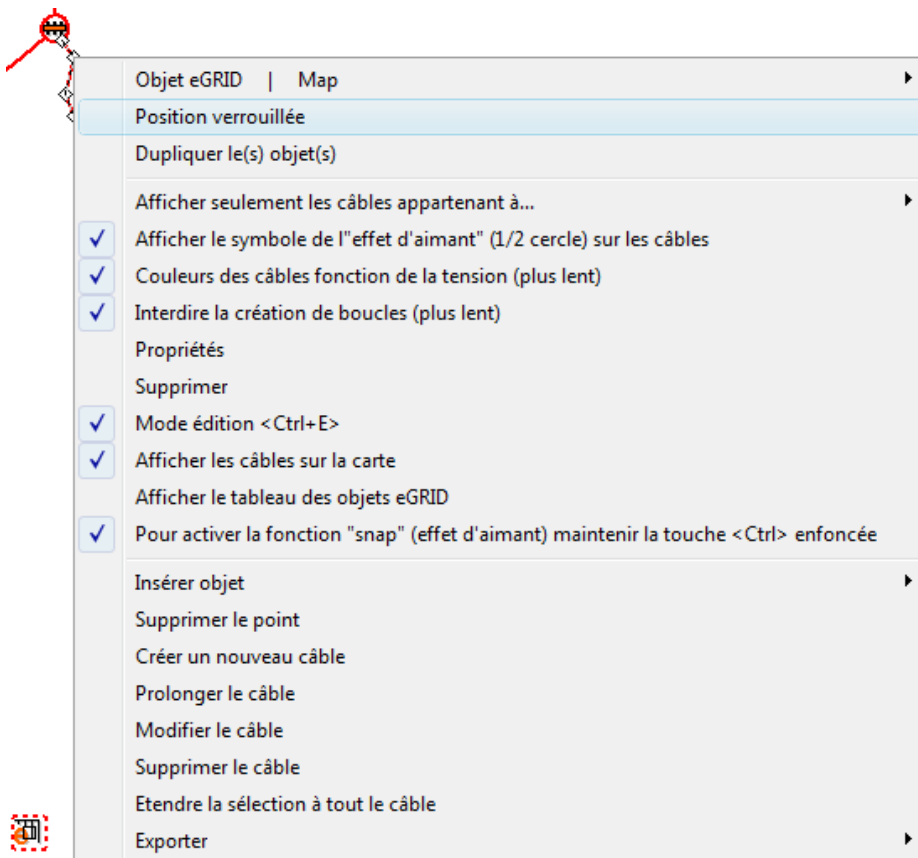 Objet eGRID | Map
Position verrouillée
Dupliquer le(s) objet(s)
Afficher seulement les câbles appartenant à...
Afficher le symbole de l"effet d'aimant" (1/2 cercle) sur les câbles
Couleurs des câbles fonction de la tension (plus lent)
Interdire la création de boucles (plus lent)
Propriétés
Supprimer
Mode édition <Ctrl+E>
Afficher les câbles sur la carte
Afficher le tableau des objets eGRID
Pour activer la fonction "snap" (effet d'aimant) maintenir la touche <Ctrl> enfoncée
Insérer objet
Supprimer le point
Créer un nouveau câble
Prolonger le câble
Modifier le câble
Supprimer le câble
Etendre la sélection à tout le câble
Exporter